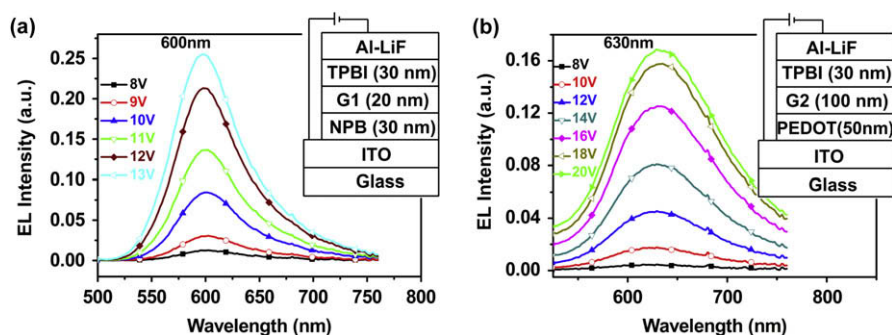 (a)
600nm
EL Intensity (a.u.)
0.25
0.20
0.15
0.10
0.05
0.00
8V
9V
10V
11V
12V
13V
500 550 600 650 700 750 800
Wavelength (nm)
Al-LiF
TPBI (30 nm)
G1 (20 nm)
NPB (30 nm)
ITO
Glass
(b)
630nm
EL Intensity (a.u.)
0.16
0.12
0.08
0.04
0.00
8V
10V
12V
14V
16V
18V
20V
600 700 800
Wavelength (nm)
Al-LiF
TPBI (30 nm)
G2 (100 nm)
PEDOT(50nm)
ITO
Glass